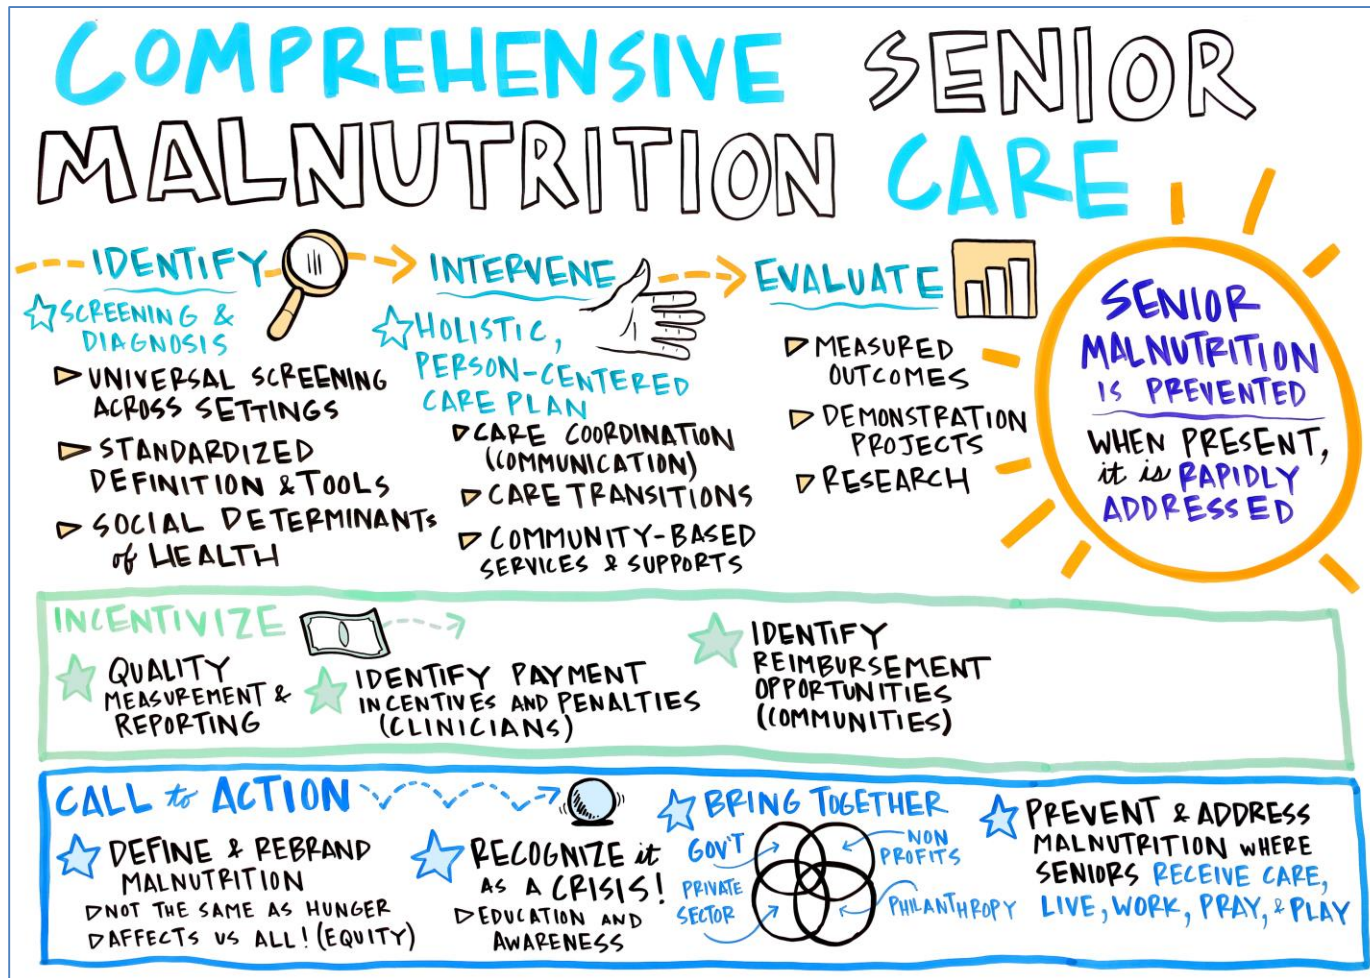 COMPREHENSIVE SENIOR
MALNUTRITION CARE
IDENTIFY
SCREENING &
DIAGNOSIS
UNIVERSAL SCREENING
ACROSS SETTINGS
STANDARDIZED
DEFINITION & TOOLS
SOCIAL DETERMINANTS
of HEALTH
INTERVENE
HOLISTIC,
PERSON-CENTERED
CARE PLAN
CARE COORDINATION
(COMMUNICATION)
CARE TRANSITIONS
COMMUNITY-BASED
SERVICES & SUPPORTS
EVALUATE
MEASURED
OUTCOMES
DEMONSTRATION
PROJECTS
RESEARCH
SENIOR
MALNUTRITION
IS PREVENTED
WHEN PRESENT,
it is RAPIDLY
ADDRESSED
INCENTIVIZE
QUALITY
MEASUREMENT &
REPORTING
IDENTIFY PAYMENT
INCENTIVES AND PENALTIES
(CLINICIANS)
IDENTIFY
REIMBURSEMENT
OPPORTUNITIES
(COMMUNITIES)
CALL to ACTION
DEFINE & REBRAND
MALNUTRITION
NOT THE SAME AS HUNGER
AFFECTS US ALL! (EQUITY)
RECOGNIZE it
AS A CRISIS!
EDUCATION AND
AWARENESS
BRING TOGETHER
GOV'T
NON
PROFITS
PRIVATE
SECTOR
PHILANTHROPY
PREVENT & ADDRESS
MALNUTRITION WHERE
SENIORS RECEIVE CARE,
LIVE, WORK, PRAY, & PLAY